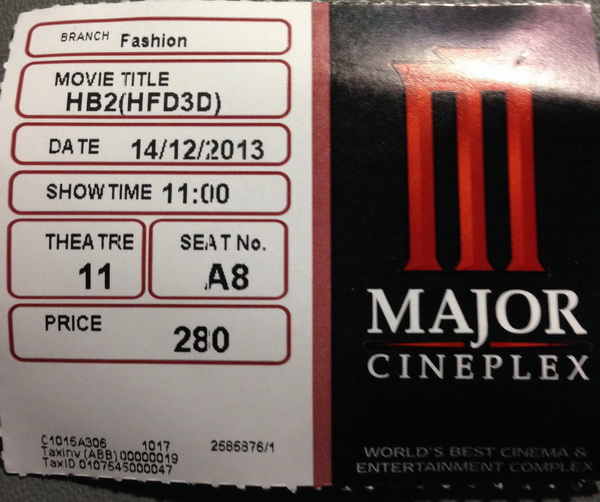 BRANCH Fashion
MOVIE TITLE
HB2(HFD3D)
DATE 14/12/2013
SHOWTIME 11:00
THEATRE
11
SEAT No.
A8
PRICE
280
C1015A306 1017 2585876/1
TaxInv (ABB) 00000019
TaxID 0107545000047
MAJOR
CINEPLEX
WORLD'S BEST CINEMA &
ENTERTAINMENT COMPLEX